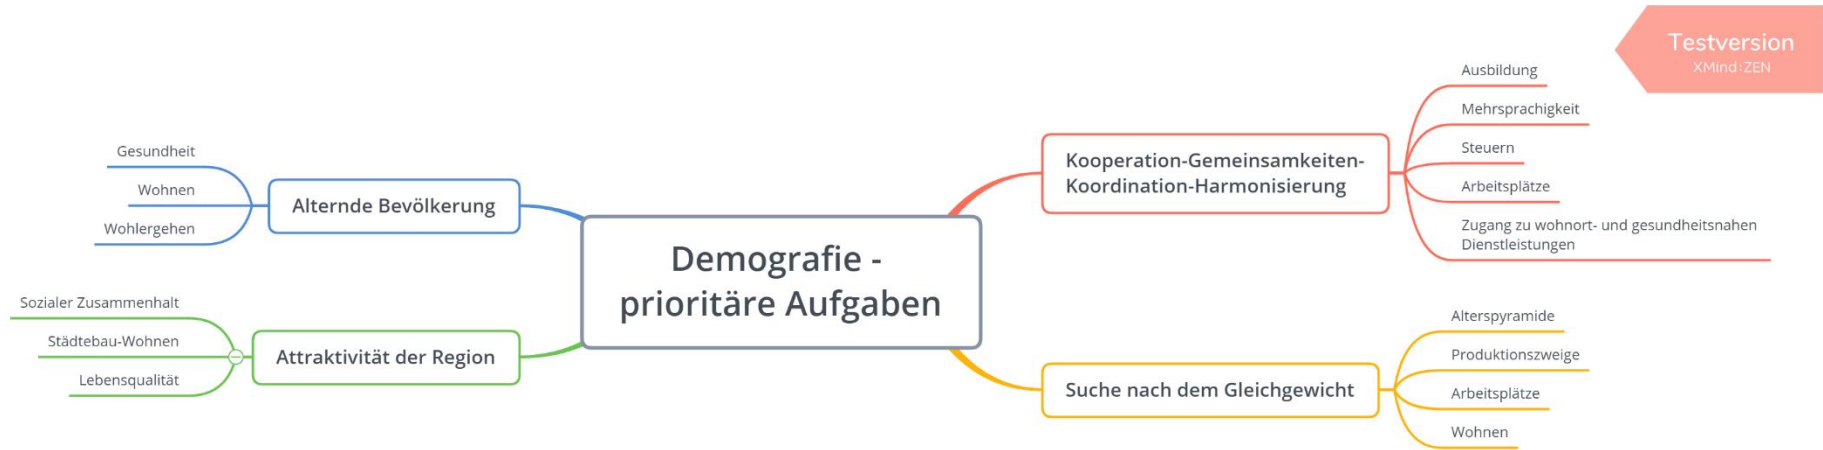 Testversion
XMind:ZEN
Demografie -
prioritäre Aufgaben
Kooperation-Gemeinsamkeiten-
Koordination-Harmonisierung
Ausbildung
Mehrsprachigkeit
Steuern
Arbeitsplätze
Zugang zu wohnort- und gesundheitsnahen
Dienstleistungen
Suche nach dem Gleichgewicht
Alterspyramide
Produktionszweige
Arbeitsplätze
Wohnen
Alternde Bevölkerung
Gesundheit
Wohnen
Wohlergehen
Attraktivität der Region
Sozialer Zusammenhalt
Städtebau-Wohnen
Lebensqualität